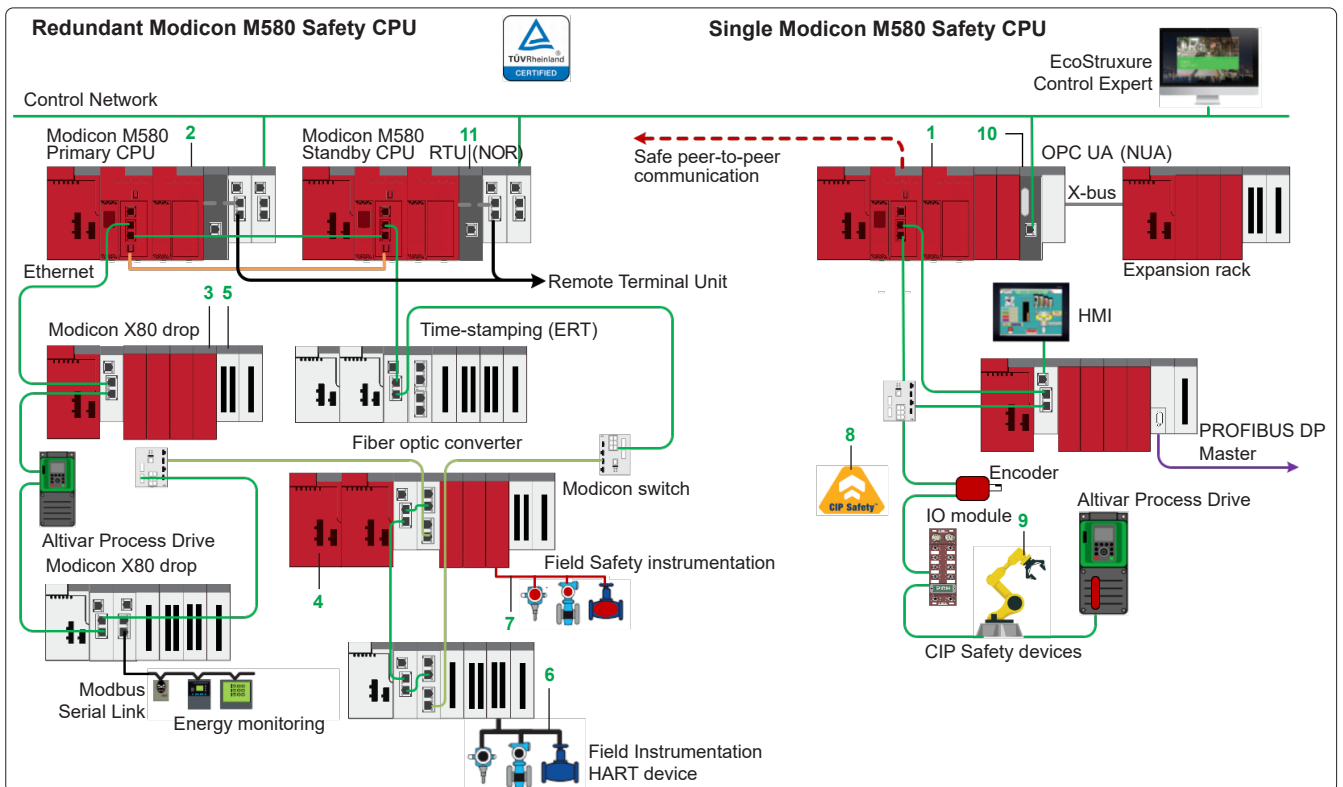 Redundant Modicon M580 Safety CPU
TÜVRheinland
CERTIFIED
Single Modicon M580 Safety CPU
EcoStruxure
Control Expert
Control Network
Modicon M580
Primary CPU
2
Modicon M580
Standby CPU
11
RTU (NOR)
Safe peer-to-peer
communication
1
10
OPC UA (NUA)
X-bus
Expansion rack
Ethernet
Remote Terminal Unit
3
5
Modicon X80 drop
Time-stamping (ERT)
HMI
Fiber optic converter
Modicon switch
PROFIBUS DP
Master
8
CIP Safety™
Encoder
IO module
9
Altivar Process Drive
Altivar Process Drive
Modicon X80 drop
4
Field Safety instrumentation
7
CIP Safety devices
Modbus
Serial Link
Energy monitoring
6
Field Instrumentation
HART device